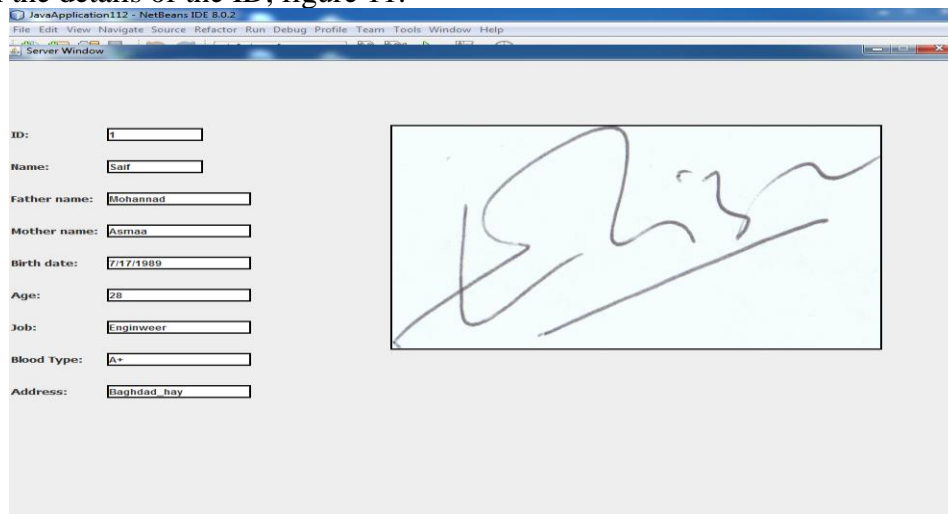 the details of the ID, figure 11.
JavaApplication112 - NetBeans IDE 8.0.2
File Edit View Navigate Source Refactor Run Debug Profile Team Tools Window Help
Server Window
ID: 1
Name: Saif
Father name: Mohannad
Mother name: Asmaa
Birth date: 7/17/1989
Age: 28
Job: Enginweer
Blood Type: A+
Address: Baghdad_hay